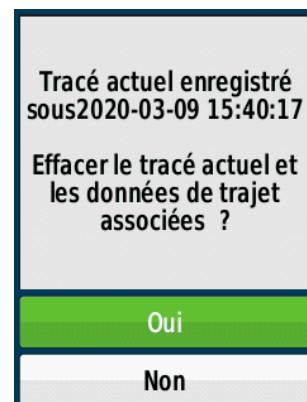 Tracé actuel enregistré
sous2020-03-09 15:40:17
Effacer le tracé actuel et
les données de trajet
associées ?
Oui
Non